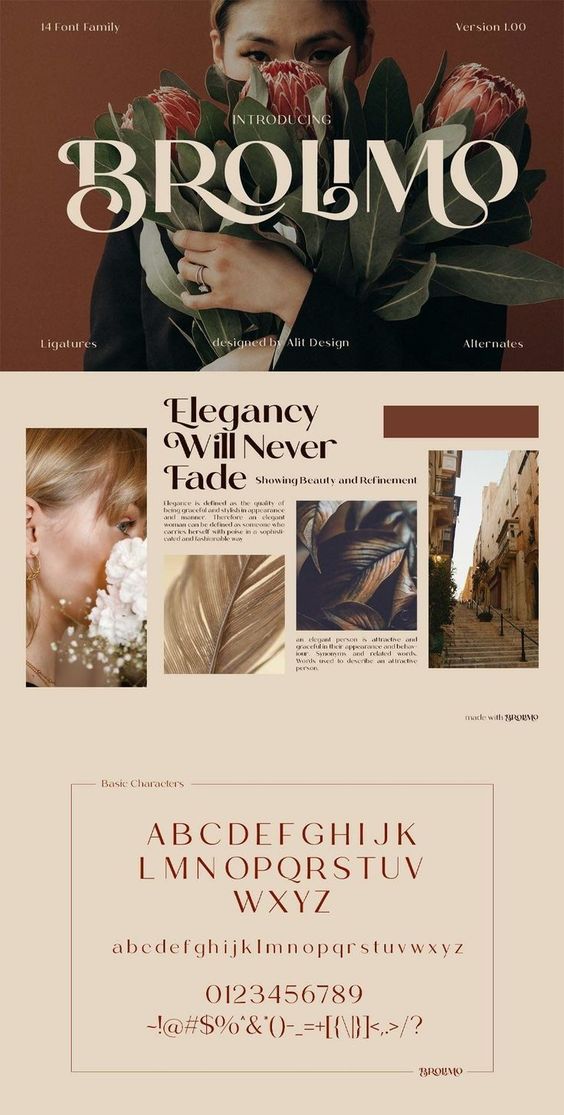 14 Font Family
Version 1.00
INTRODUCING
BROLIMO
Ligatures
designed by Alit Design
Alternates
Elegancy
Will Never
Fade
Showing Beauty and Refinement
Elegance is defined as the quality of
being graceful and stylish in appearance
and manner. Therefore an elegant
woman can be defined as someone who
carries herself with poise in a sophisti-
cated and fashionable way
an elegant person is attractive and
graceful in their appearance and behav-
iour. Synonyms and related words.
Words used to describe an attractive
person.
made with BROLIMO
Basic Characters
ABCDEFGHIJK
LMNOPQRSTUV
WXYZ
abcdefghijklmnopqrstuvwxyz
0123456789
~!@#$%^&*()-_=+[{\|}]<,.>/?
BROLIMO